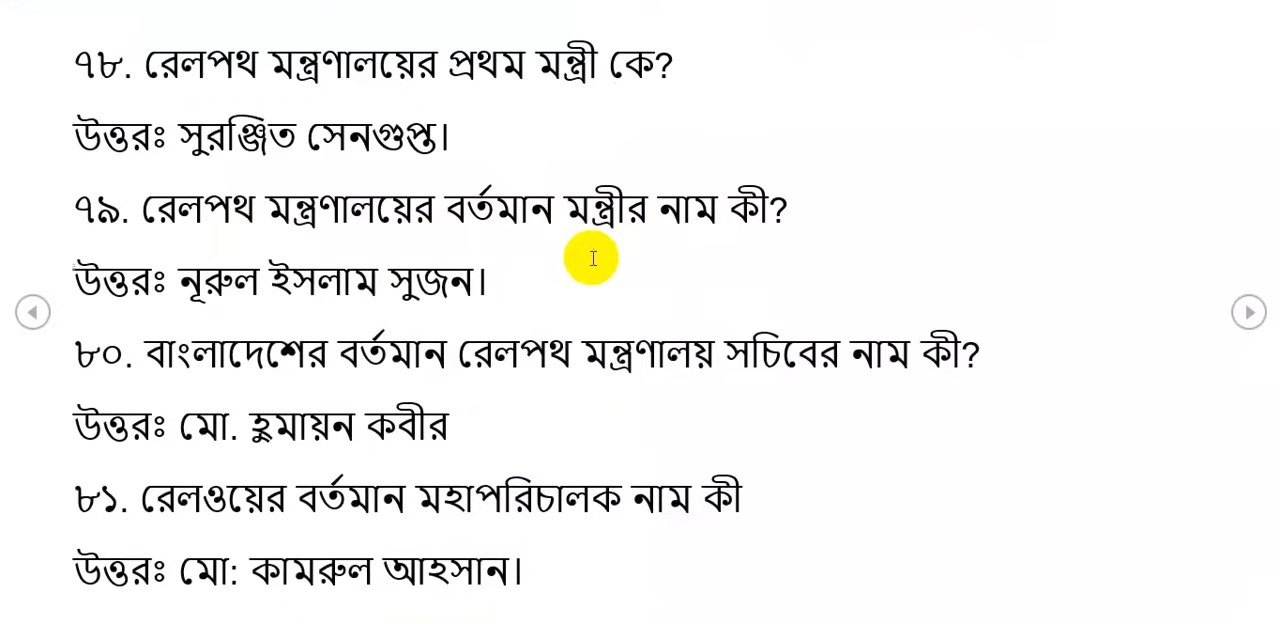 ৭৮. রেলপথ মন্ত্রণালয়ের প্রথম মন্ত্রী কে?
উত্তরঃ সুরঞ্জিত সেনগুপ্ত।
৭৯. রেলপথ মন্ত্রণালয়ের বর্তমান মন্ত্রীর নাম কী?
উত্তরঃ নূরুল ইসলাম সুজন।
৮০. বাংলাদেশের বর্তমান রেলপথ মন্ত্রণালয় সচিবের নাম কী?
উত্তরঃ মো. হুমায়ন কবীর
৮১. রেলওয়ের বর্তমান মহাপরিচালক নাম কী
উত্তরঃ মো: কামরুল আহসান।